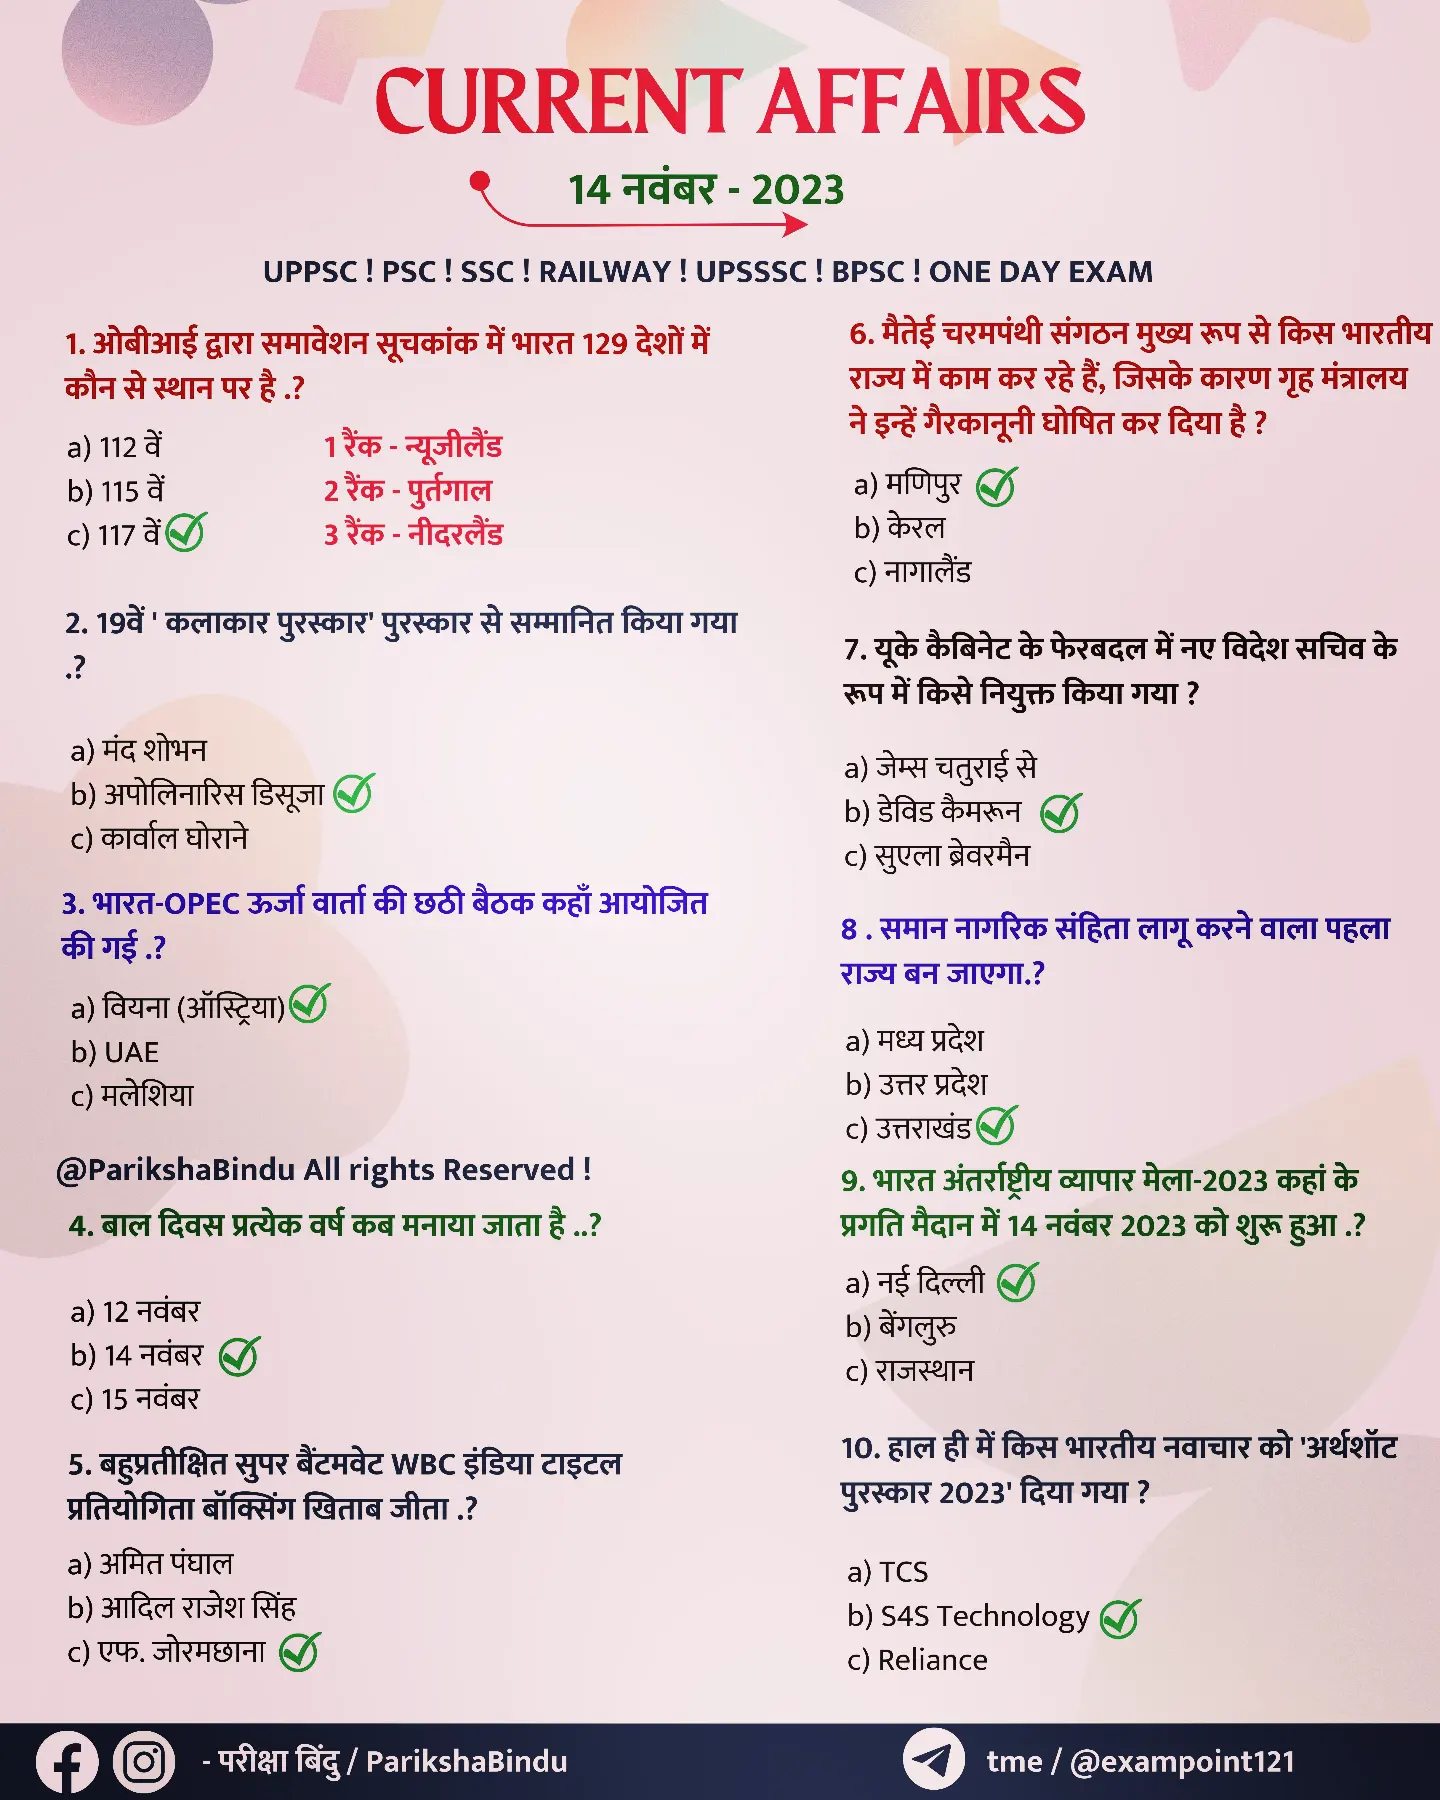 CURRENT AFFAIRS
14 नवंबर - 2023
UPPSC ! PSC ! SSC ! RAILWAY ! UPSSSC ! BPSC ! ONE DAY EXAM
1. ओबीआई द्वारा समावेशन सूचकांक में भारत 129 देशों में
कौन से स्थान पर है .?
a) 112 वें
b) 115 वें
c) 117 वें
1 रैंक - न्यूजीलैंड
2 रैंक - पुर्तगाल
3 रैंक - नीदरलैंड
2. 19वें ' कलाकार पुरस्कार' पुरस्कार से सम्मानित किया गया
.?
a) मंद शोभन
b) अपोलिनारिस डिसूजा
c) कार्वाल घोराने
3. भारत-OPEC ऊर्जा वार्ता की छठी बैठक कहाँ आयोजित
की गई .?
a) वियना (ऑस्ट्रिया)
b) UAE
c) मलेशिया
@ParikshaBindu All rights Reserved !
4. बाल दिवस प्रत्येक वर्ष कब मनाया जाता है ..?
a) 12 नवंबर
b) 14 नवंबर
c) 15 नवंबर
5. बहुप्रतीक्षित सुपर बैंटमवेट WBC इंडिया टाइटल
प्रतियोगिता बॉक्सिंग खिताब जीता .?
a) अमित पंघाल
b) आदिल राजेश सिंह
c) एफ. जोरमछाना
6. मैतेई चरमपंथी संगठन मुख्य रूप से किस भारतीय
राज्य में काम कर रहे हैं, जिसके कारण गृह मंत्रालय
ने इन्हें गैरकानूनी घोषित कर दिया है ?
a) मणिपुर
b) केरल
c) नागालैंड
7. यूके कैबिनेट के फेरबदल में नए विदेश सचिव के
रूप में किसे नियुक्त किया गया ?
a) जेम्स चतुराई से
b) डेविड कैमरून
c) सुएला ब्रेवरमैन
8 . समान नागरिक संहिता लागू करने वाला पहला
राज्य बन जाएगा.?
a) मध्य प्रदेश
b) उत्तर प्रदेश
c) उत्तराखंड
9. भारत अंतर्राष्ट्रीय व्यापार मेला-2023 कहां के
प्रगति मैदान में 14 नवंबर 2023 को शुरू हुआ .?
a) नई दिल्ली
b) बेंगलुरु
c) राजस्थान
10. हाल ही में किस भारतीय नवाचार को 'अर्थशॉट
पुरस्कार 2023' दिया गया ?
a) TCS
b) S4S Technology
c) Reliance
- परीक्षा बिंदु / ParikshaBindu
tme / @exampoint121